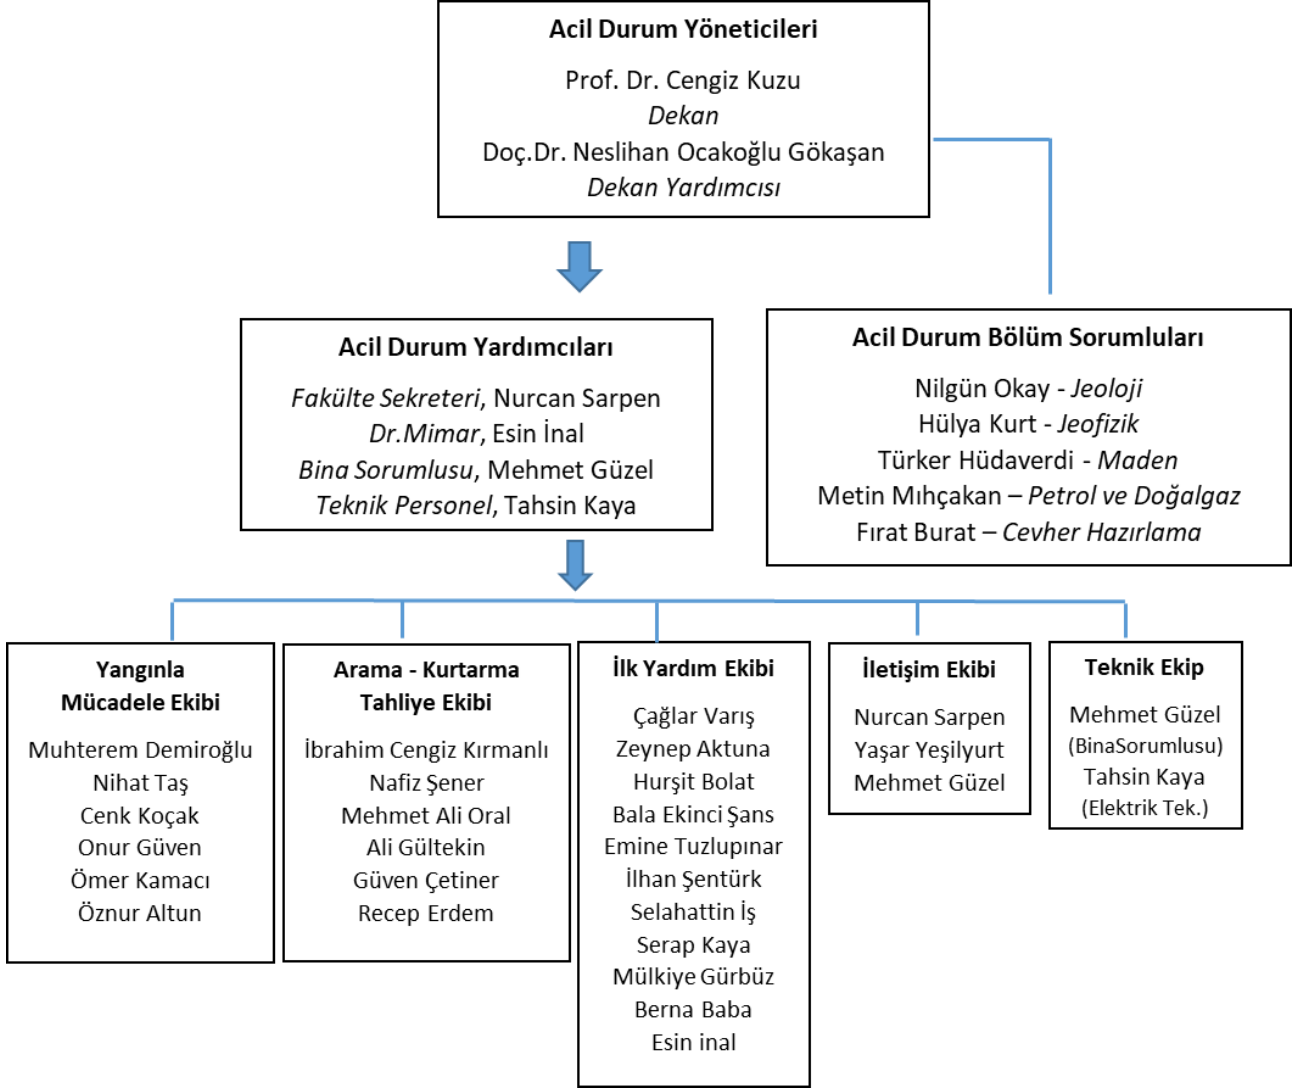 Acil Durum Yöneticileri
Prof. Dr. Cengiz Kuzu
Dekan
Doç.Dr. Neslihan Ocakoğlu Gökaşan
Dekan Yardımcısı
Acil Durum Yardımcıları
Fakülte Sekreteri, Nurcan Sarpen
Dr.Mimar, Esin İnal
Bina Sorumlusu, Mehmet Güzel
Teknik Personel, Tahsin Kaya
Acil Durum Bölüm Sorumluları
Nilgün Okay - Jeoloji
Hülya Kurt - Jeofizik
Türker Hüdaverdi - Maden
Metin Mıhçakan – Petrol ve Doğalgaz
Fırat Burat – Cevher Hazırlama
Yangınla
Mücadele Ekibi
Muhterem Demiroğlu
Nihat Taş
Cenk Koçak
Onur Güven
Ömer Kamacı
Öznur Altun
Arama - Kurtarma
Tahliye Ekibi
İbrahim Cengiz Kırmanlı
Nafiz Şener
Mehmet Ali Oral
Ali Gültekin
Güven Çetiner
Recep Erdem
İlk Yardım Ekibi
Çağlar Varış
Zeynep Aktuna
Hurşit Bolat
Bala Ekinci Şans
Emine Tuzlupınar
İlhan Şentürk
Selahattin İş
Serap Kaya
Mülkiye Gürbüz
Berna Baba
Esin inal
İletişim Ekibi
Nurcan Sarpen
Yaşar Yeşilyurt
Mehmet Güzel
Teknik Ekip
Mehmet Güzel
(BinaSorumlusu)
Tahsin Kaya
(Elektrik Tek.)